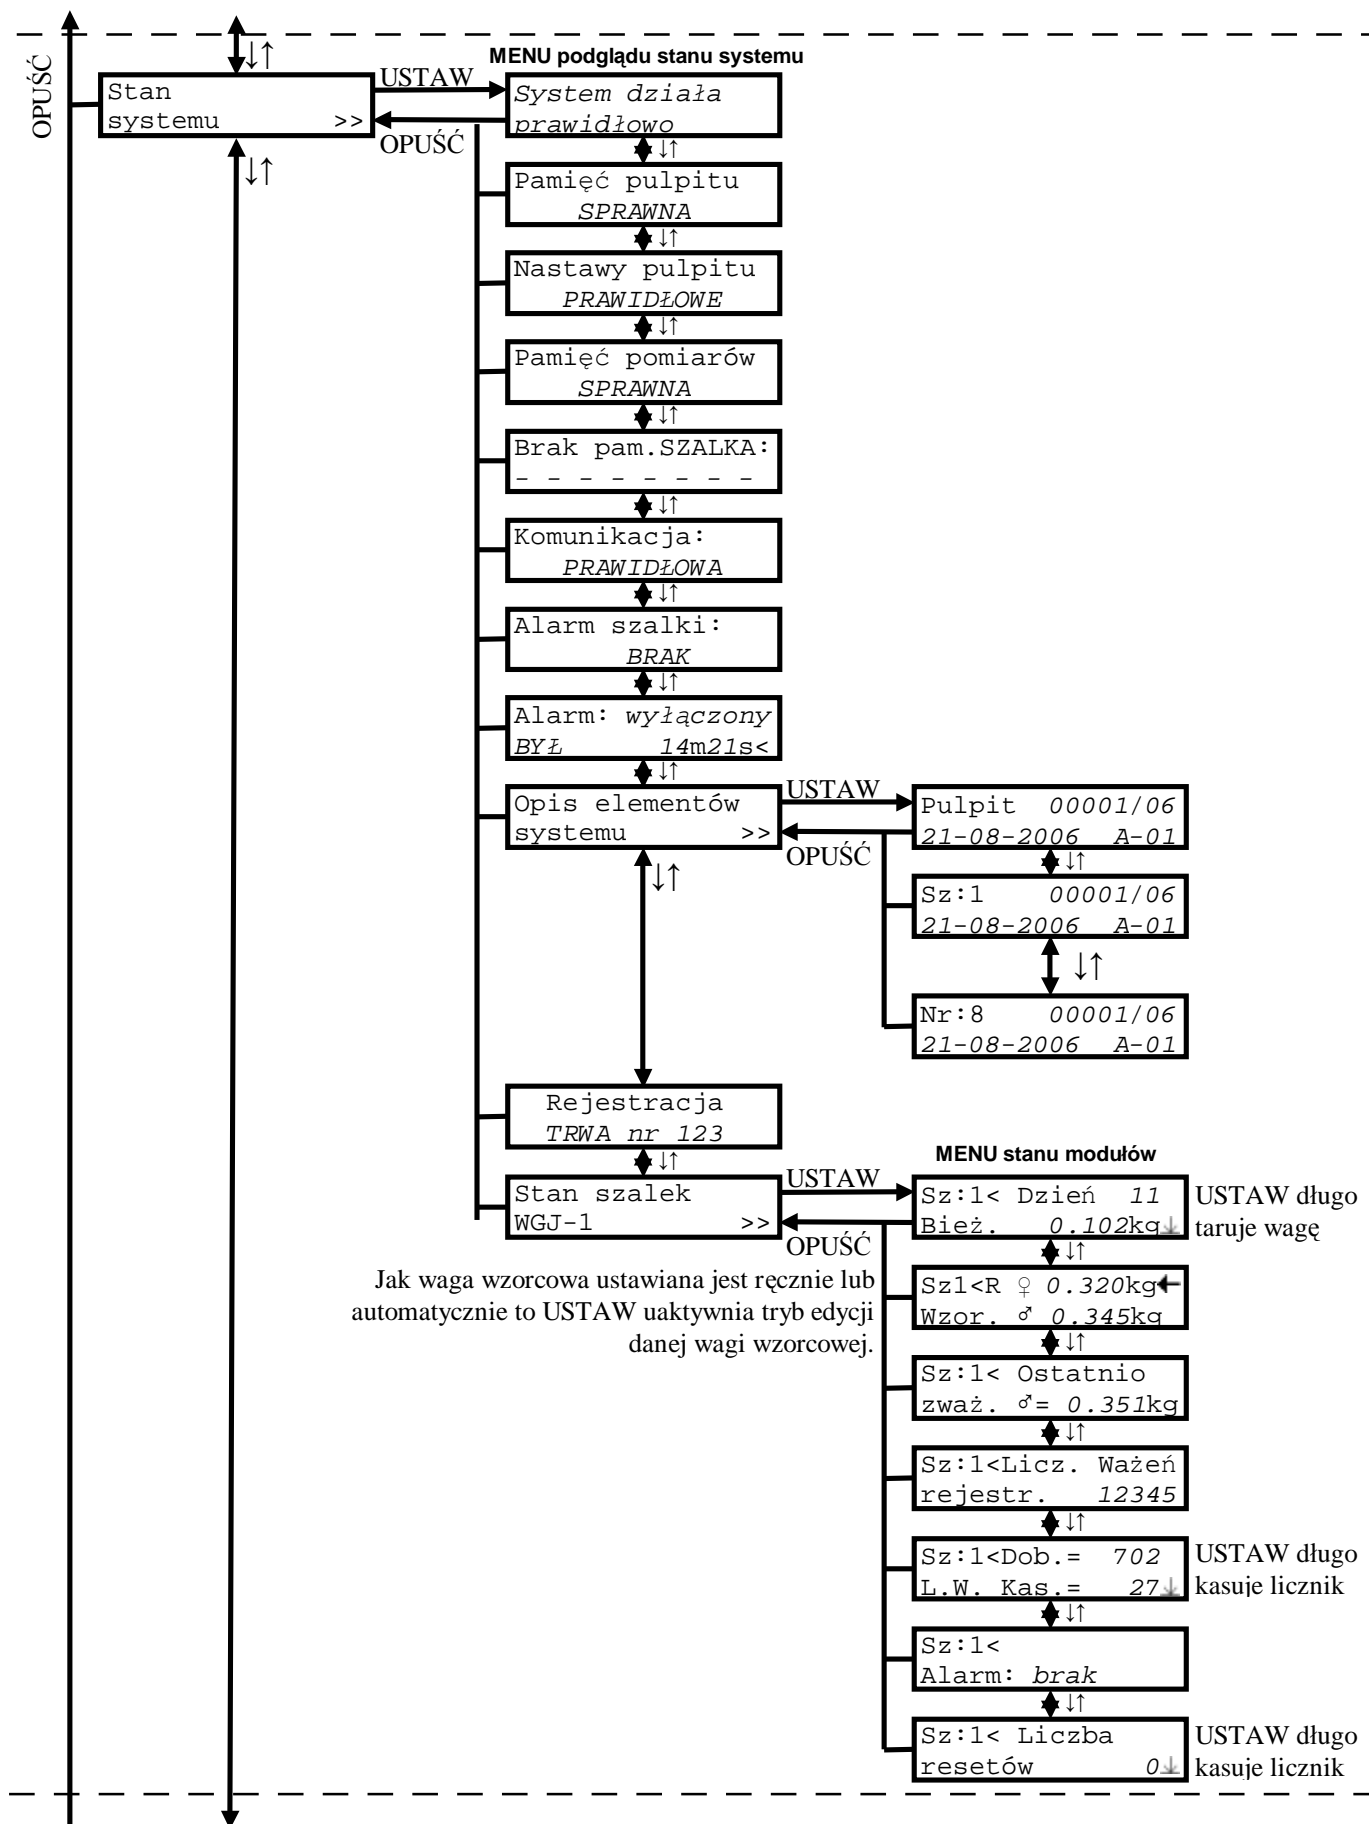 OPUŚĆ
↓↑
MENU podglądu stanu systemu
Stan
systemu >>
USTAW
OPUŚĆ
↓↑
System działa
prawidłowo
↓↑
Pamięć pulpitu
SPRAWNA
↓↑
Nastawy pulpitu
PRAWIDŁOWE
↓↑
Pamięć pomiarów
SPRAWNA
↓↑
Brak pam.SZALKA:
- - - - - - - -
↓↑
Komunikacja:
PRAWIDŁOWA
↓↑
Alarm szalki:
BRAK
↓↑
Alarm: wyłączony
BYŁ 14m21s<
↓↑
Opis elementów
systemu >>
USTAW
OPUŚĆ
↓↑
Pulpit 00001/06
21-08-2006 A-01
↓↑
Sz:1 00001/06
21-08-2006 A-01
↓↑
Nr:8 00001/06
21-08-2006 A-01
Rejestracja
TRWA nr 123
↓↑
Stan szalek
WGJ-1 >>
USTAW
OPUŚĆ
Jak waga wzorcowa ustawiana jest ręcznie lub
automatycznie to USTAW uaktywnia tryb edycji
danej wagi wzorcowej.
MENU stanu modułów
Sz:1< Dzień 11
Bież. 0.102kg↓
USTAW długo
taruje wagę
↓↑
Sz1<R ♀ 0.320kg←
Wzor. ♂ 0.345kg
↓↑
Sz:1< Ostatnio
zważ. ♂= 0.351kg
↓↑
Sz:1<Licz. Ważeń
rejestr. 12345
↓↑
Sz:1<Dob.= 702
L.W. Kas.= 27↓
USTAW długo
kasuje licznik
↓↑
Sz:1<
Alarm: brak
↓↑
Sz:1< Liczba
resetów 0↓
USTAW długo
kasuje licznik